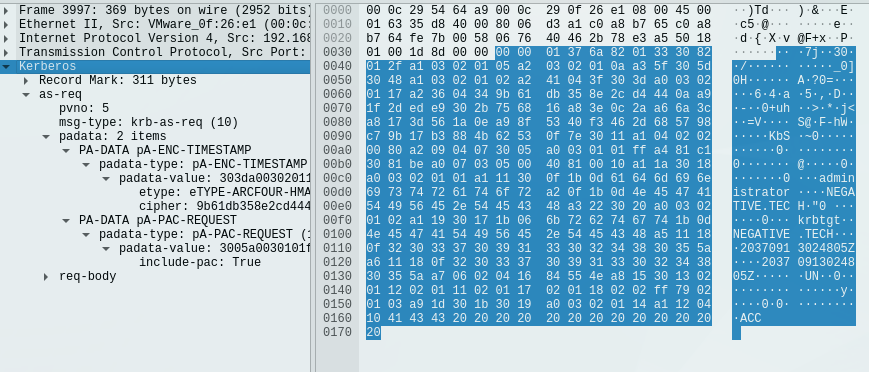 Frame 3997: 369 bytes on wire (2952 bits)
Ethernet II, Src: VMware_0f:26:e1 (00:0c:
Internet Protocol Version 4, Src: 192.168
Transmission Control Protocol, Src Port:
Kerberos
Record Mark: 311 bytes
as-req
pvno: 5
msg-type: krb-as-req (10)
padata: 2 items
PA-DATA pA-ENC-TIMESTAMP
padata-type: pA-ENC-TIMESTAMP
padata-value: 303da00302011
etype: eTYPE-ARCFOUR-HMA
cipher: 9b61db358e2cd444
PA-DATA pA-PAC-REQUEST
padata-type: pA-PAC-REQUEST (1
padata-value: 3005a0030101f
include-pac: True
req-body
0000 00 0c 29 54 64 a9 00 0c 29 0f 26 e1 08 00 45 00 ··)Td··· )·&···E·
0010 01 63 35 d8 40 00 80 06 d3 a1 c0 a8 b7 65 c0 a8 ·c5·@··· ·····e··
0020 b7 64 fe 7b 00 58 06 76 40 46 2b 78 e3 a5 50 18 ·d·{·X·v @F+x··P·
0030 01 00 1d 8d 00 00 00 00 01 37 6a 82 01 33 30 82 ········ ·7j··30·
0040 01 2f a1 03 02 01 05 a2 03 02 01 0a a3 5f 30 5d ·/······ ·····_0]
0050 30 48 a1 03 02 01 02 a2 41 04 3f 30 3d a0 03 02 0H······ A·?0=···
0060 01 17 a2 36 04 34 9b 61 db 35 8e 2c d4 44 0a a9 ···6·4·a ·5·,·D··
0070 1f 2d ed e9 30 2b 75 68 16 a8 3e 0c 2a a6 6a 3c ·-··0+uh ··>·*·j<
0080 a8 17 3d 56 1a 0e a9 8f 53 40 f3 46 2d 68 57 98 ··=V···· S@·F-hW·
0090 c7 9b 17 b3 88 4b 62 53 0f 7e 30 11 a1 04 02 02 ·····KbS ·~0·····
00a0 00 80 a2 09 04 07 30 05 a0 03 01 01 ff a4 81 c1 ······0· ········
00b0 30 81 be a0 07 03 05 00 40 81 00 10 a1 1a 30 18 0······· @·····0·
00c0 a0 03 02 01 01 a1 11 30 0f 1b 0d 61 64 6d 69 6e ·······0 ···admin
00d0 69 73 74 72 61 74 6f 72 a2 0f 1b 0d 4e 45 47 41 istrator ····NEGA
00e0 54 49 56 45 2e 54 45 43 48 a3 22 30 20 a0 03 02 TIVE.TEC H·"0 ···
00f0 01 02 a1 19 30 17 1b 06 6b 72 62 74 67 74 1b 0d ····0··· krbtgt··
0100 4e 45 47 41 54 49 56 45 2e 54 45 43 48 a5 11 18 NEGATIVE .TECH···
0110 0f 32 30 33 37 30 39 31 33 30 32 34 38 30 35 5a ·2037091 3024805Z
0120 a6 11 18 0f 32 30 33 37 30 39 31 33 30 32 34 38 ····2037 09130248
0130 30 35 5a a7 06 02 04 16 84 55 4e a8 15 30 13 02 05Z····· ·UN··0··
0140 01 12 02 01 11 02 01 17 02 01 18 02 02 ff 79 02 ········ ······y·
0150 01 03 a9 1d 30 1b 30 19 a0 03 02 01 14 a1 12 04 ····0·0· ········
0160 10 41 43 43 20 20 20 20 20 20 20 20 20 20 20 20 ·ACC
0170 20